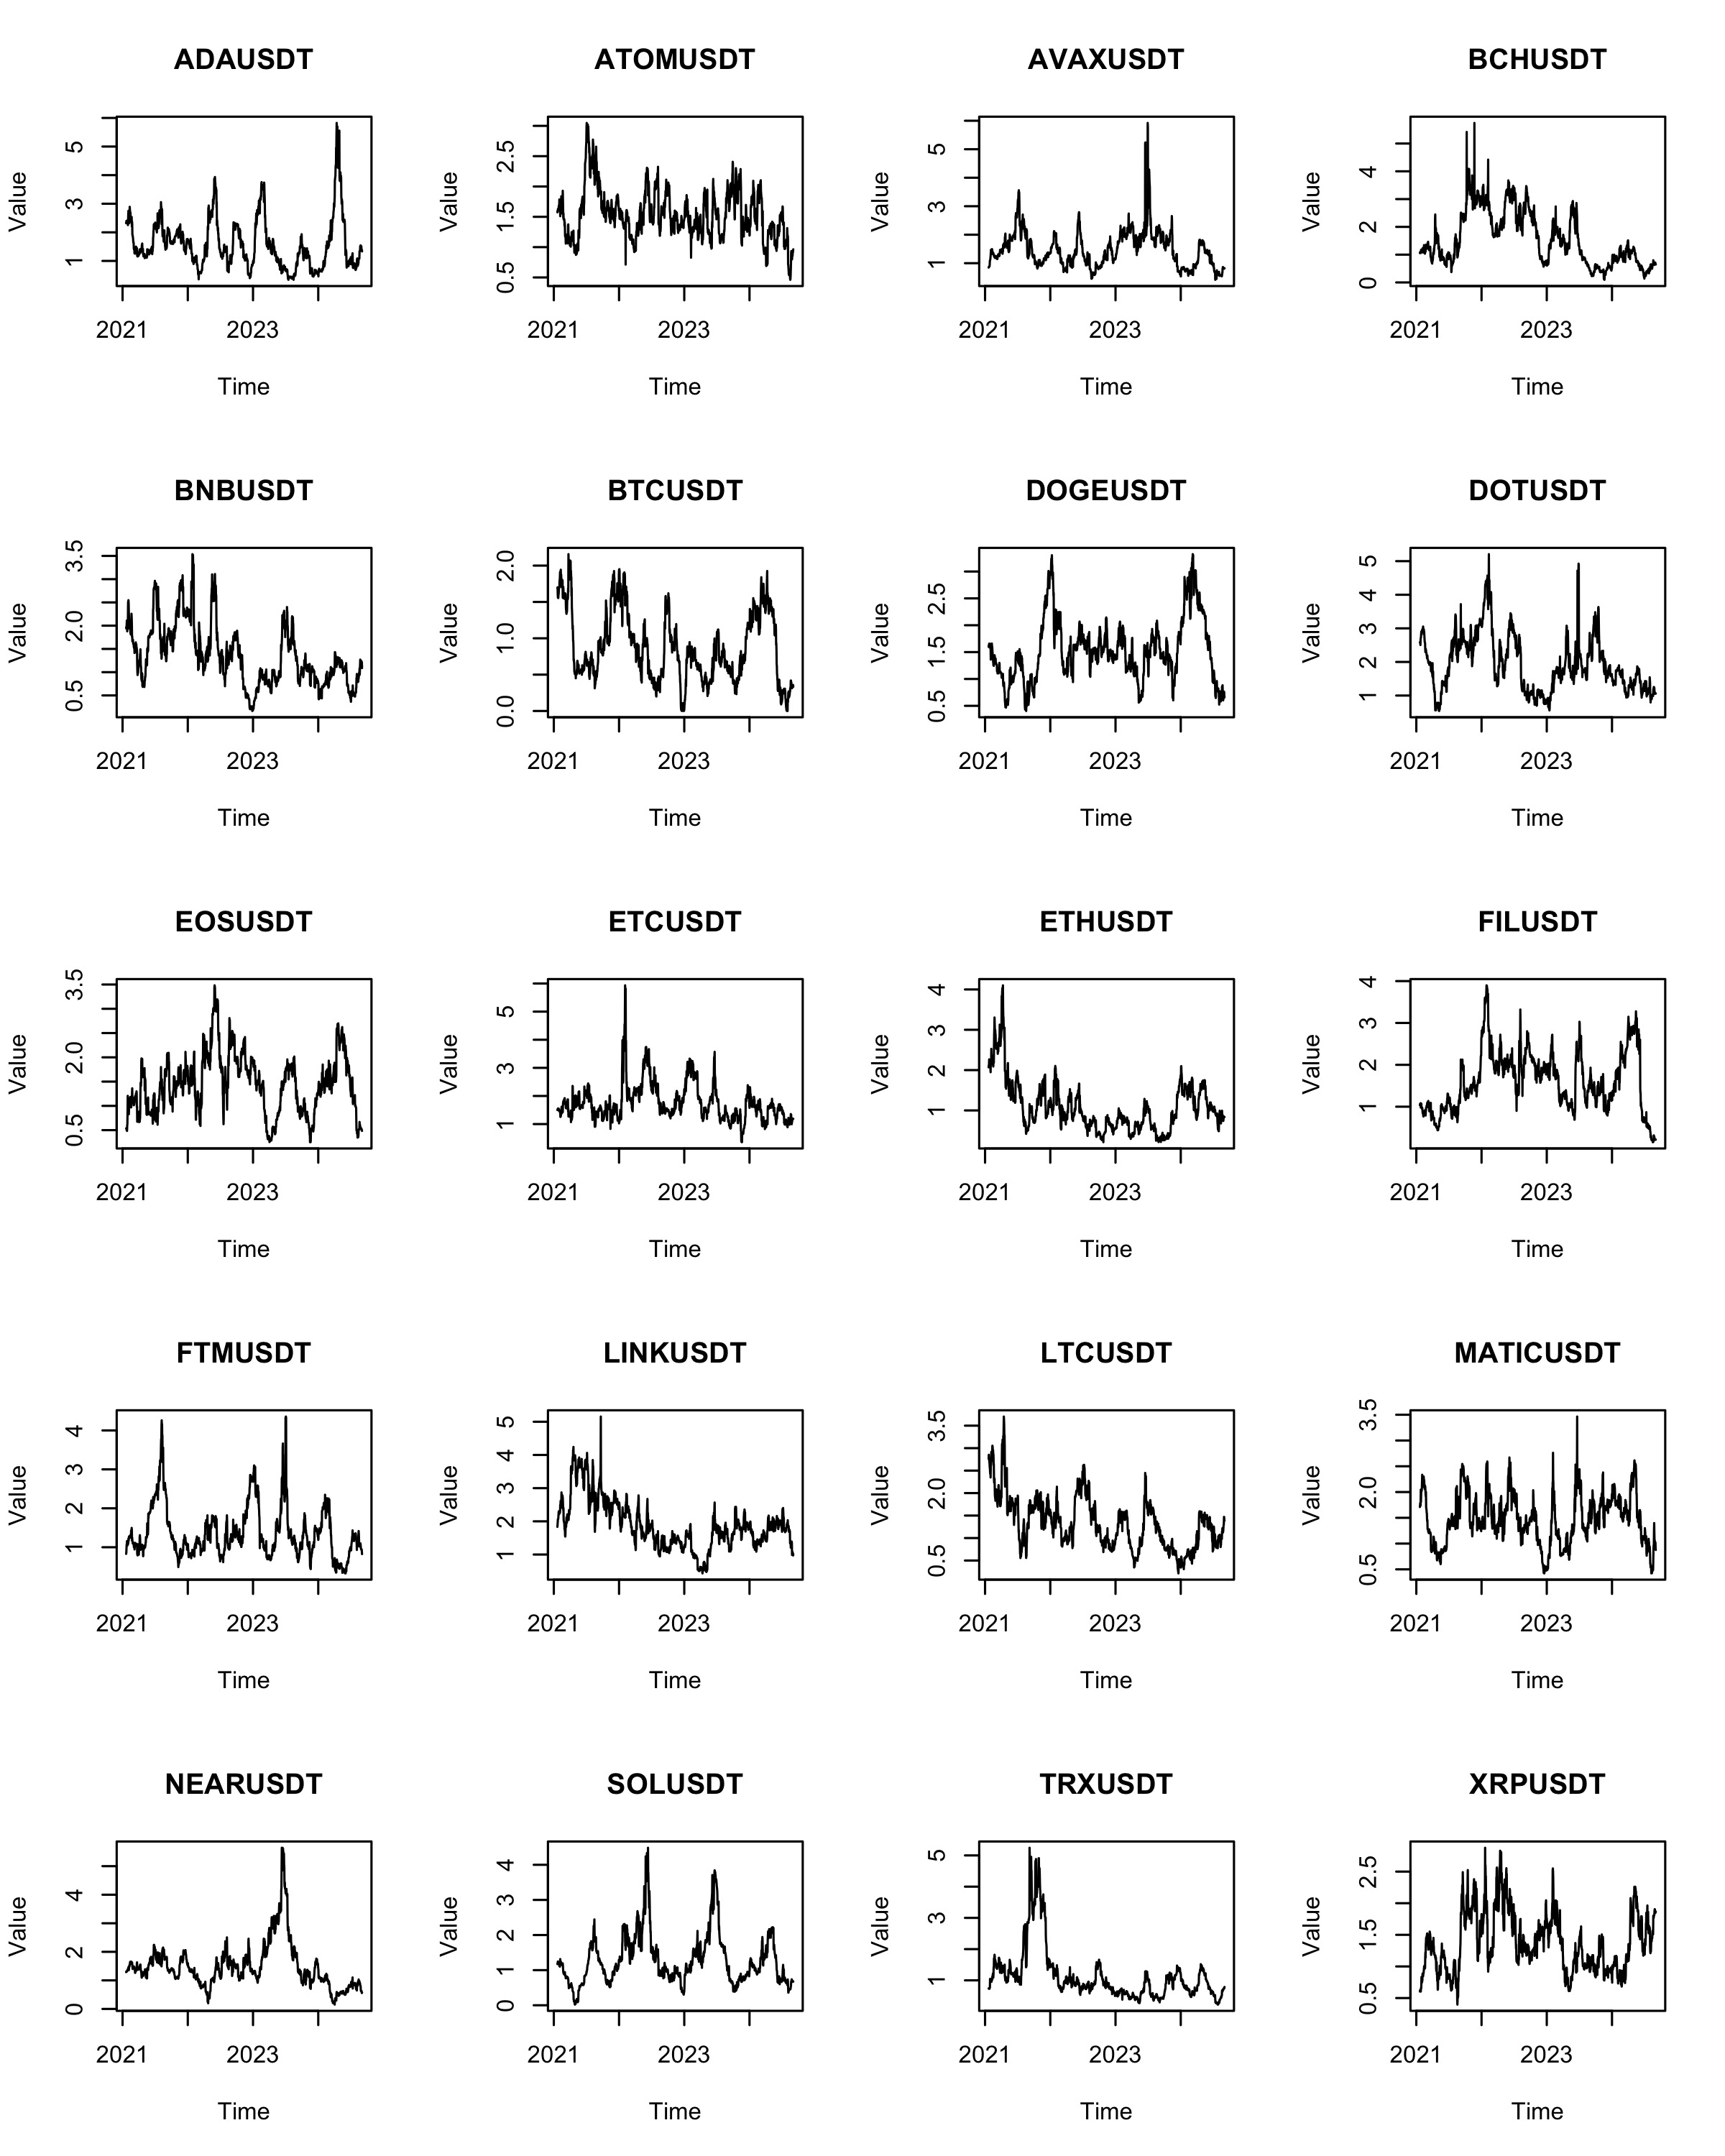 ADAUSDT
Value
1 3 5
2021 2023
Time
ATOMUSDT
Value
0.5 1.5 2.5
2021 2023
Time
AVAXUSDT
Value
1 3 5
2021 2023
Time
BCHUSDT
Value
0 2 4
2021 2023
Time
BNBUSDT
Value
0.5 2.0 3.5
2021 2023
Time
BTCUSDT
Value
0.0 1.0 2.0
2021 2023
Time
DOGEUSDT
Value
0.5 1.5 2.5
2021 2023
Time
DOTUSDT
Value
1 2 3 4 5
2021 2023
Time
EOSUSDT
Value
0.5 2.0 3.5
2021 2023
Time
ETCUSDT
Value
1 3 5
2021 2023
Time
ETHUSDT
Value
1 2 3 4
2021 2023
Time
FILUSDT
Value
1 2 3 4
2021 2023
Time
FTMUSDT
Value
1 2 3 4
2021 2023
Time
LINKUSDT
Value
1 2 3 4 5
2021 2023
Time
LTCUSDT
Value
0.5 2.0 3.5
2021 2023
Time
MATICUSDT
Value
0.5 2.0 3.5
2021 2023
Time
NEARUSDT
Value
0 2 4
2021 2023
Time
SOLUSDT
Value
0 1 2 3 4
2021 2023
Time
TRXUSDT
Value
1 3 5
2021 2023
Time
XRPUSDT
Value
0.5 1.5 2.5
2021 2023
Time